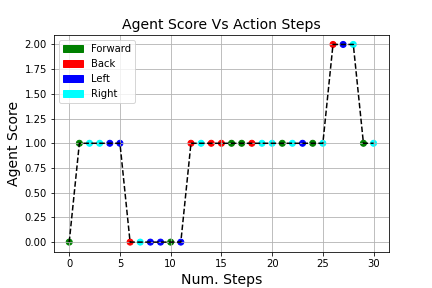 Agent Score Vs Action Steps
Agent Score
2.00
1.75
1.50
1.25
1.00
0.75
0.50
0.25
0.00
Forward
Back
Left
Right
0 5 10 15 20 25 30
Num. Steps